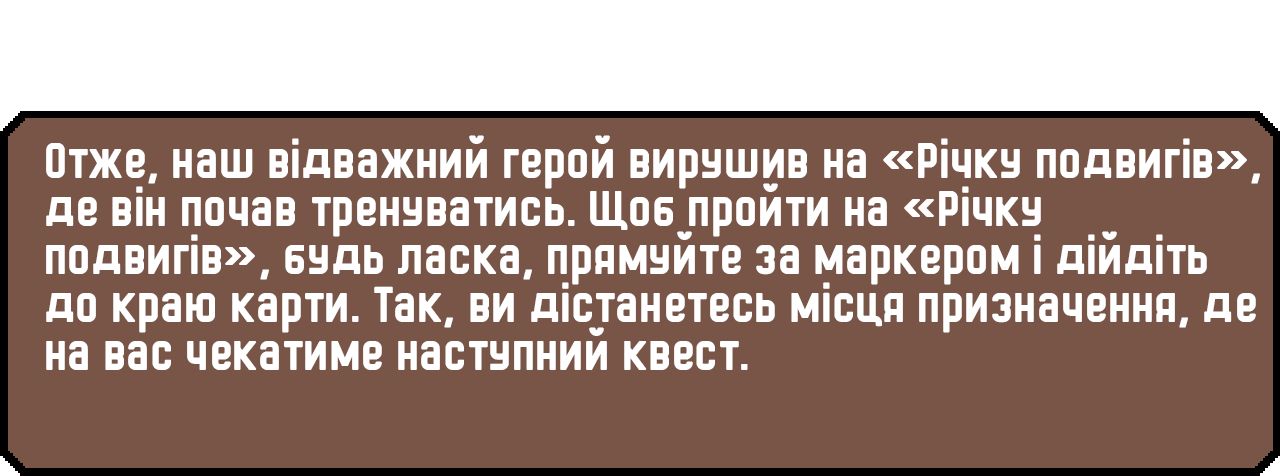 Отже, наш відважний герой вирушив на «Річку подвигів»,
де він почав тренуватись. Щоб пройти на «Річку
подвигів», будь ласка, прямуйте за маркером і дійдіть
до краю карти. Так, ви дістанетесь місця призначення, де
на вас чекатиме наступний квест.